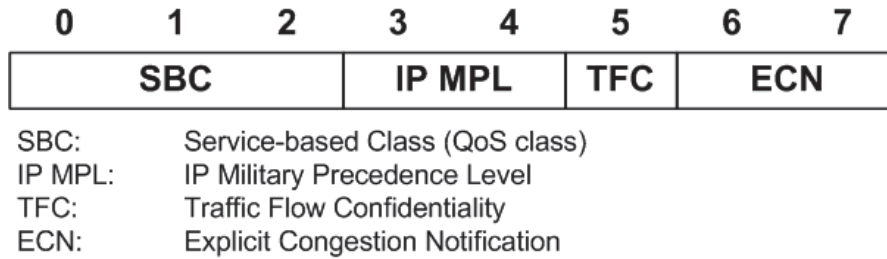 0 1 2 3 4 5 6 7
SBC IP MPL TFC ECN
SBC: Service-based Class (QoS class)
IP MPL: IP Military Precedence Level
TFC: Traffic Flow Confidentiality
ECN: Explicit Congestion Notification